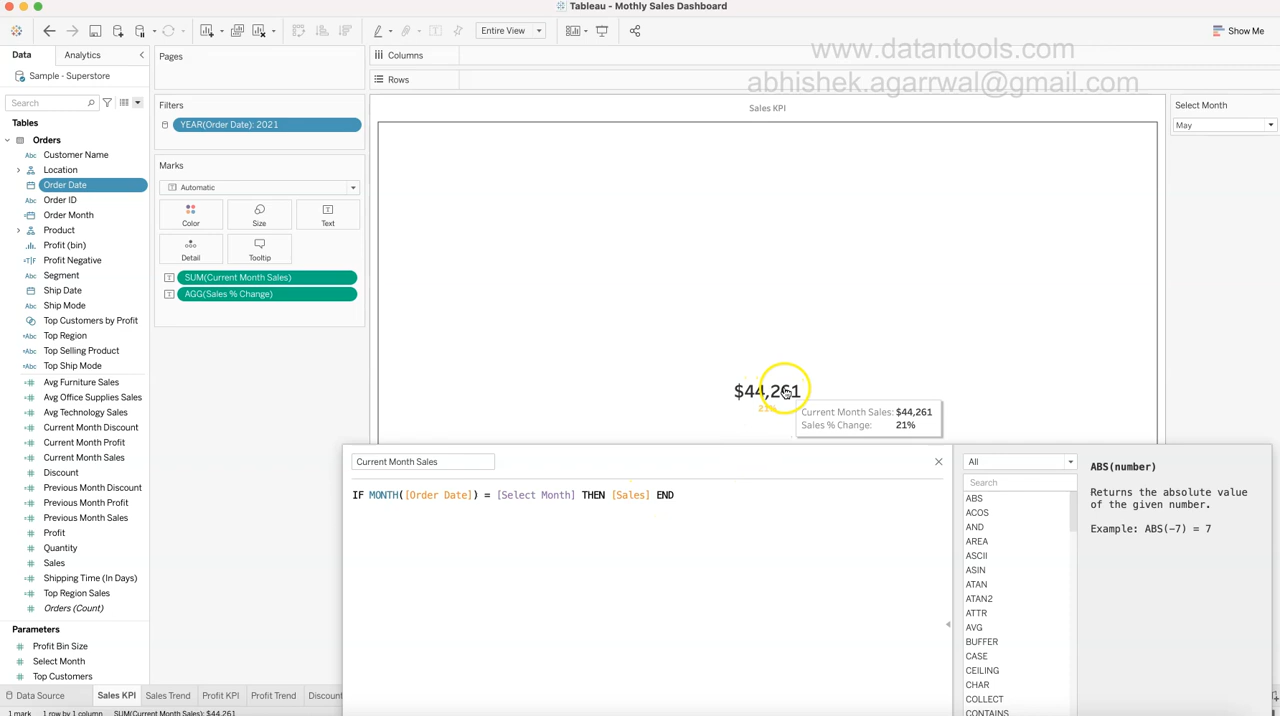 Tableau - Mothly Sales Dashboard
Entire View
Show Me
www.datantools.com
abhishek.agarrwal@gmail.com
Data
Analytics
Sample - Superstore
Search
Tables
Orders
Abc Customer Name
Location
Order Date
Abc Order ID
Order Month
Product
Profit (bin)
=T|F Profit Negative
Abc Segment
Ship Date
Abc Ship Mode
Top Customers by Profit
=Abc Top Region
=Abc Top Selling Product
=Abc Top Ship Mode
Avg Furniture Sales
Avg Office Supplies Sales
Avg Technology Sales
Current Month Discount
Current Month Profit
Current Month Sales
Discount
Previous Month Discount
Previous Month Profit
Previous Month Sales
Profit
Quantity
Sales
Shipping Time (In Days)
Top Region Sales
Orders (Count)
Parameters
Profit Bin Size
Select Month
Top Customers
Pages
Filters
YEAR(Order Date): 2021
Marks
Automatic
Color
Size
Text
Detail
Tooltip
SUM(Current Month Sales)
AGG(Sales % Change)
Columns
Rows
Sales KPI
Select Month
May
$44,261
21%
Current Month Sales: $44,261
Sales % Change: 21%
Current Month Sales
IF MONTH([Order Date]) = [Select Month] THEN [Sales] END
All
Search
ABS
ACOS
AND
AREA
ASCII
ASIN
ATAN
ATAN2
ATTR
AVG
BUFFER
CASE
CEILING
CHAR
COLLECT
CONTAINS
ABS(number)
Returns the absolute value
of the given number.
Example: ABS(-7) = 7
Data Source
Sales KPI
Sales Trend
Profit KPI
Profit Trend
Discount
1 mark
1 row by 1 column
SUM(Current Month Sales): $44,261